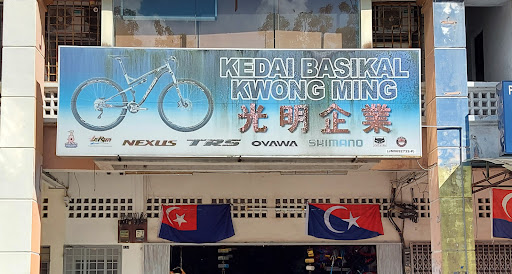 KEDAI BASIKAL
KWONG MING
光明企業
NEXUS TRS OVAWA SHIMANO